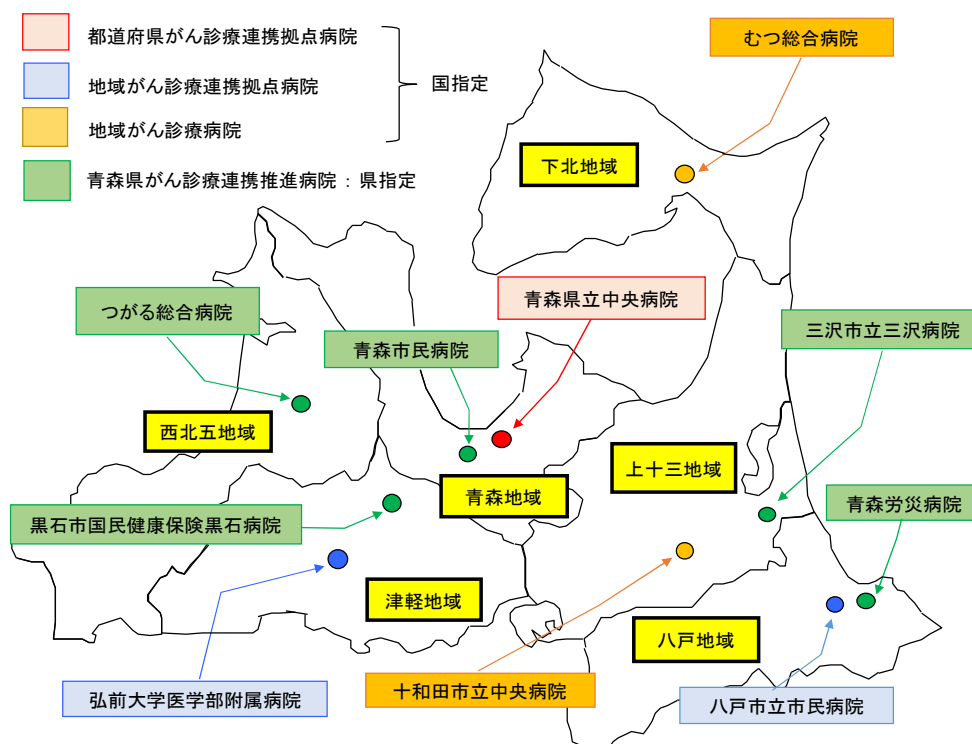 都道府県がん診療連携拠点病院
地域がん診療連携拠点病院
国指定
地域がん診療病院
青森県がん診療連携推進病院 : 県指定
むつ総合病院
下北地域
つがる総合病院
青森市民病院
青森県立中央病院
三沢市立三沢病院
西北五地域
上十三地域
青森地域
黒石市国民健康保険黒石病院
青森労災病院
津軽地域
八戸地域
弘前大学医学部附属病院
十和田市立中央病院
八戸市立市民病院